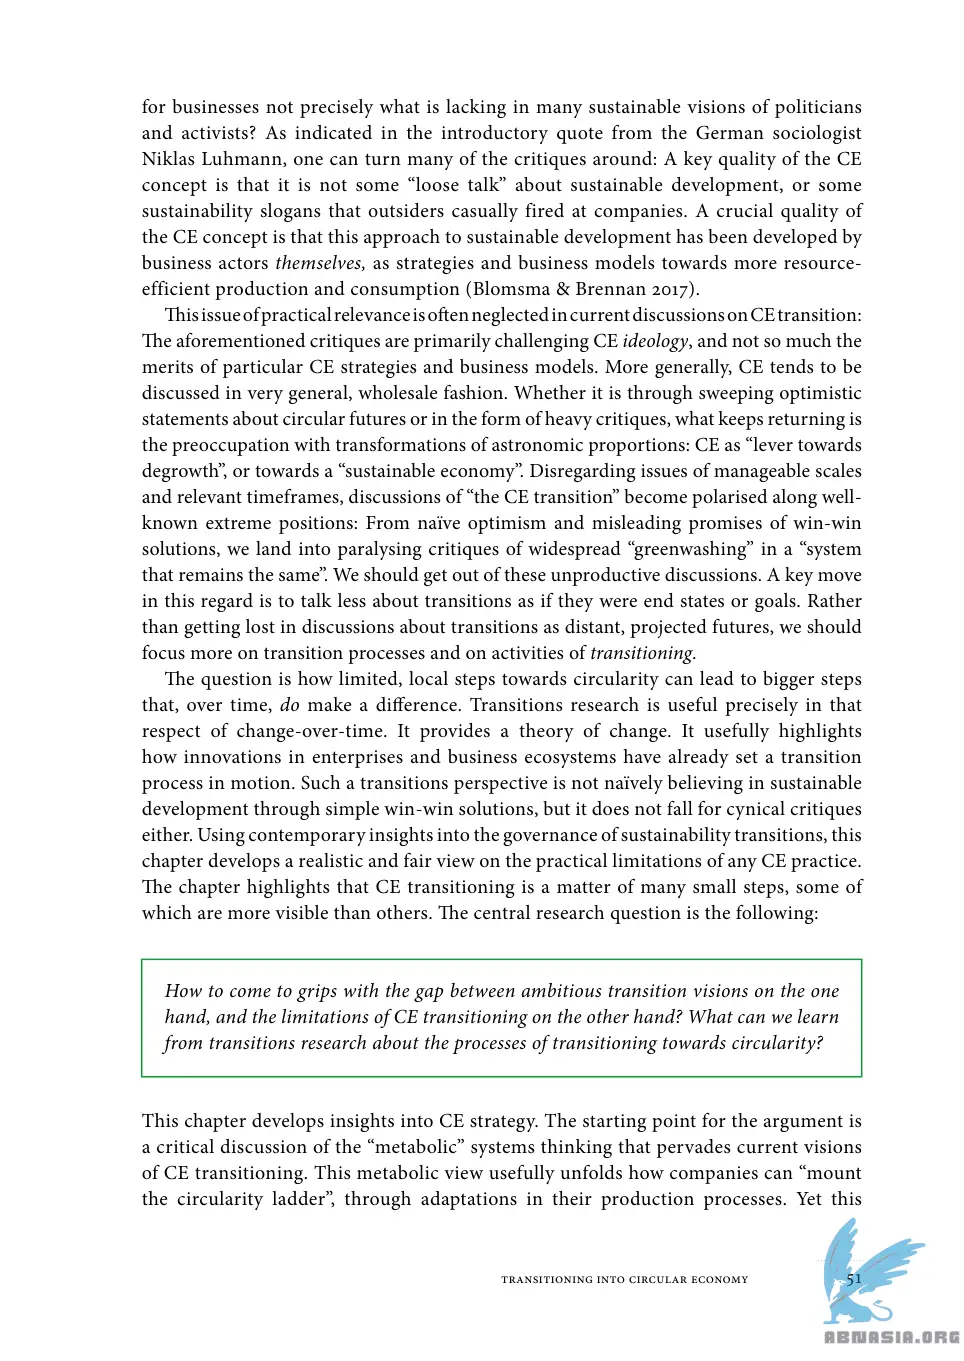 for businesses not precisely what is lacking in many sustainable visions of politicians
and activists? As indicated in the introductory quote from the German sociologist
Niklas Luhmann, one can turn many of the critiques around: A key quality of the CE
concept is that it is not some “loose talk” about sustainable development, or some
sustainability slogans that outsiders casually fired at companies. A crucial quality of
the CE concept is that this approach to sustainable development has been developed by
business actors themselves, as strategies and business models towards more resource-
efficient production and consumption (Blomsma & Brennan 2017).
This issue of practical relevance is often neglected in current discussions on CE transition:
The aforementioned critiques are primarily challenging CE ideology, and not so much the
merits of particular CE strategies and business models. More generally, CE tends to be
discussed in very general, wholesale fashion. Whether it is through sweeping optimistic
statements about circular futures or in the form of heavy critiques, what keeps returning is
the preoccupation with transformations of astronomic proportions: CE as “lever towards
degrowth”, or towards a “sustainable economy”. Disregarding issues of manageable scales
and relevant timeframes, discussions of “the CE transition” become polarised along well-
known extreme positions: From naïve optimism and misleading promises of win-win
solutions, we land into paralysing critiques of widespread “greenwashing” in a “system
that remains the same”. We should get out of these unproductive discussions. A key move
in this regard is to talk less about transitions as if they were end states or goals. Rather
than getting lost in discussions about transitions as distant, projected futures, we should
focus more on transition processes and on activities of transitioning.
The question is how limited, local steps towards circularity can lead to bigger steps
that, over time, do make a difference. Transitions research is useful precisely in that
respect of change-over-time. It provides a theory of change. It usefully highlights
how innovations in enterprises and business ecosystems have already set a transition
process in motion. Such a transitions perspective is not naïvely believing in sustainable
development through simple win-win solutions, but it does not fall for cynical critiques
either. Using contemporary insights into the governance of sustainability transitions, this
chapter develops a realistic and fair view on the practical limitations of any CE practice.
The chapter highlights that CE transitioning is a matter of many small steps, some of
which are more visible than others. The central research question is the following:
How to come to grips with the gap between ambitious transition visions on the one
hand, and the limitations of CE transitioning on the other hand? What can we learn
from transitions research about the processes of transitioning towards circularity?
This chapter develops insights into CE strategy. The starting point for the argument is
a critical discussion of the “metabolic” systems thinking that pervades current visions
of CE transitioning. This metabolic view usefully unfolds how companies can “mount
the circularity ladder”, through adaptations in their production processes. Yet this
TRANSITIONING INTO CIRCULAR ECONOMY 51
ABNASIA.ORG